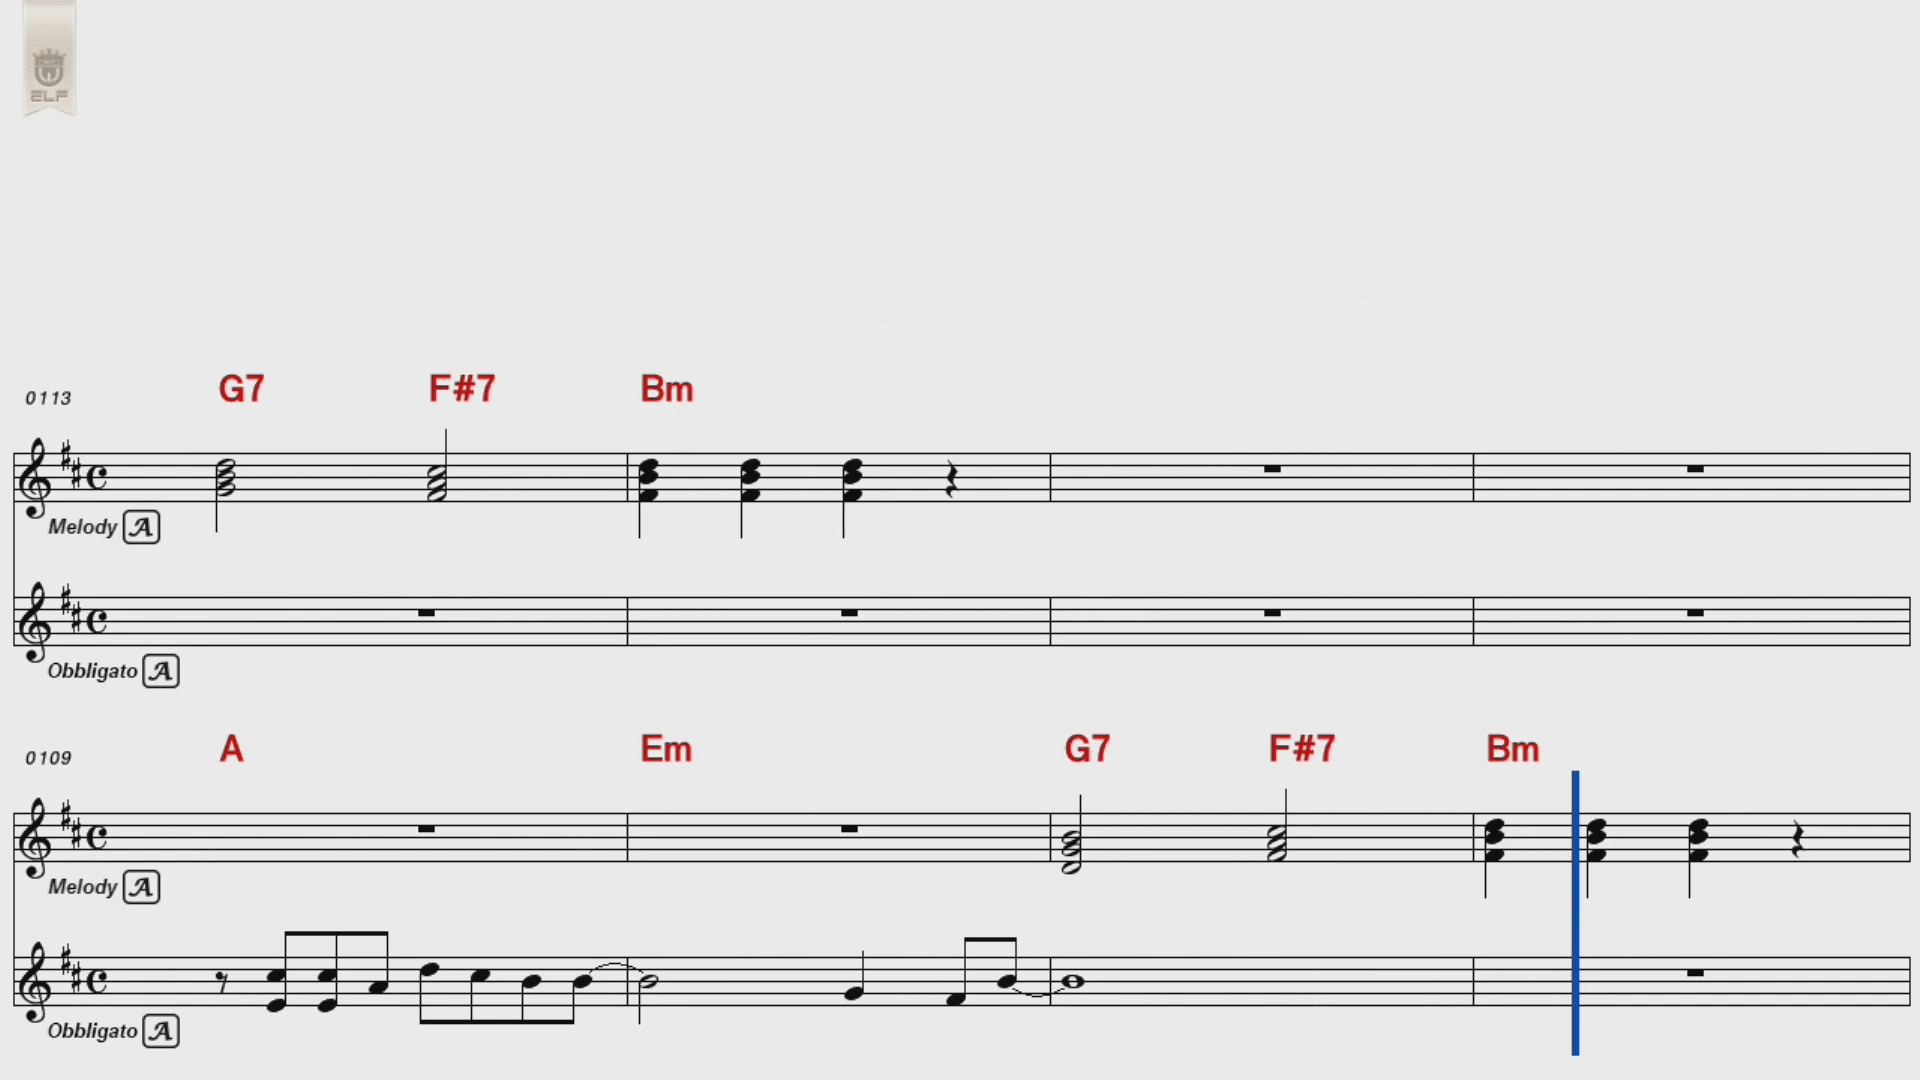 ELF
0113 G7 F#7 Bm
Melody A
Obbligato A
0109 A Em G7 F#7 Bm
Melody A
Obbligato A